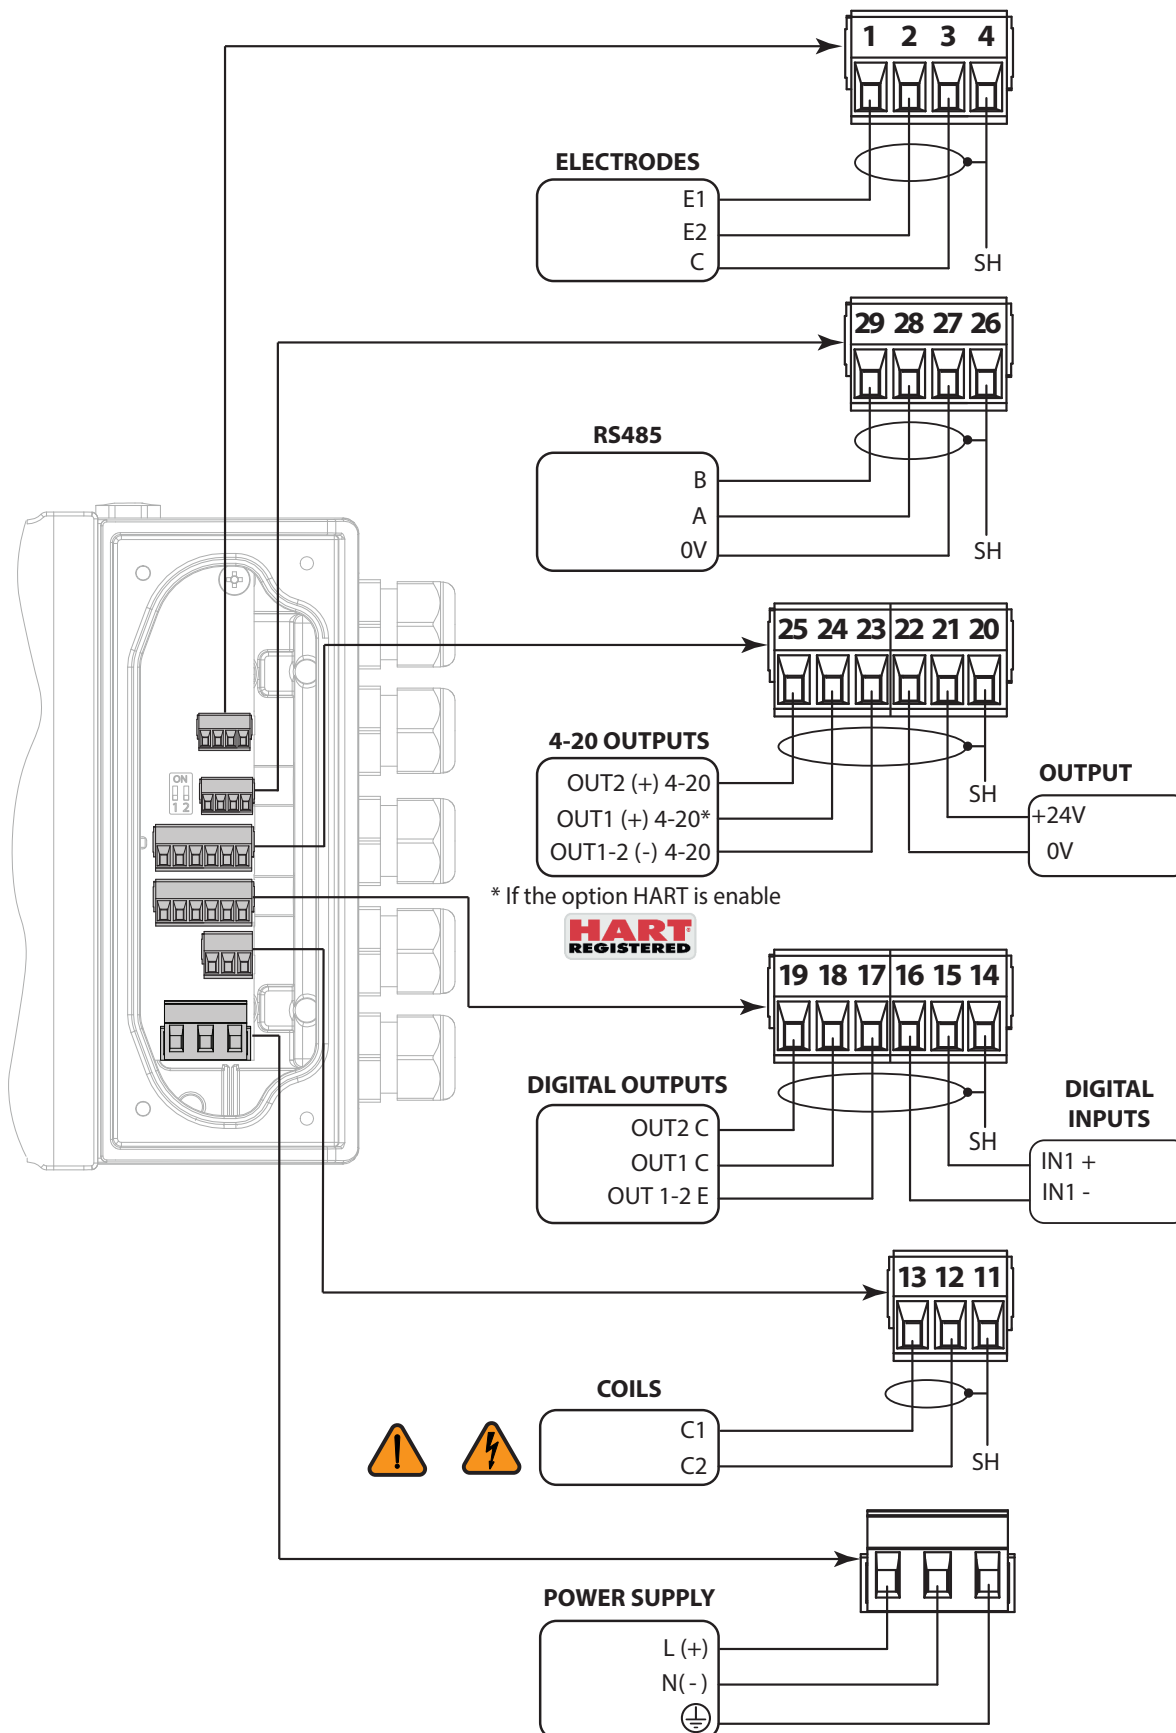 1 2 3 4
ELECTRODES
E1
E2
C
SH
29 28 27 26
RS485
B
A
0V
SH
25 24 23 22 21 20
4-20 OUTPUTS
OUT2 (+) 4-20
OUT1 (+) 4-20*
OUT1-2 (-) 4-20
SH
OUTPUT
+24V
0V
ON
1 2
* If the option HART is enable
HART
REGISTERED
19 18 17 16 15 14
DIGITAL OUTPUTS
OUT2 C
OUT1 C
OUT 1-2 E
SH
DIGITAL
INPUTS
IN1 +
IN1 -
13 12 11
COILS
C1
C2
SH
POWER SUPPLY
L (+)
N( - )